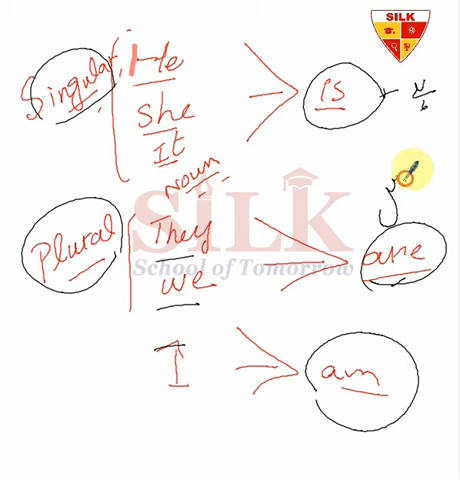 SILK
Singular
He
is
She
It
Noun
SILK
Plural
They
are
School of Tomorrow
we
I
am